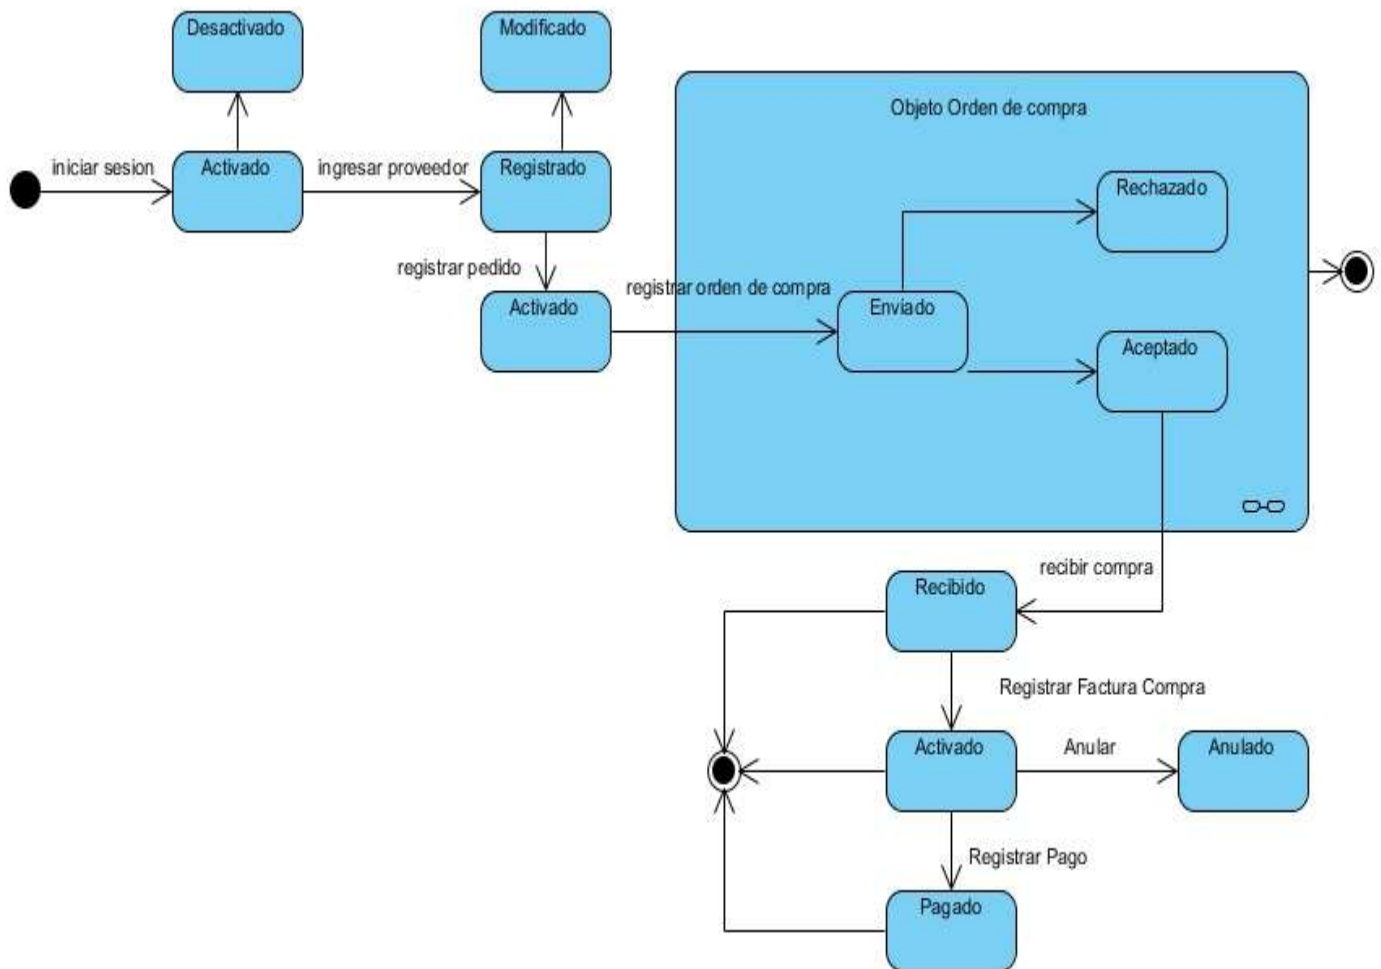 Desactivado
Modificado
Objeto Orden de compra
iniciar sesion
Activado
ingresar proveedor
Registrado
Rechazado
registrar pedido
registrar orden de compra
Activado
Enviado
Aceptado
recibir compra
Recibido
Registrar Factura Compra
Activado
Anular
Anulado
Registrar Pago
Pagado